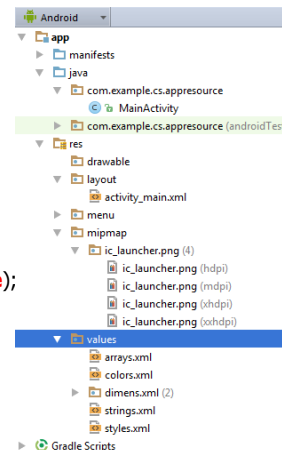 Android
app
manifests
java
com.example.cs.appresource
MainActivity
com.example.cs.appresource (androidTes
res
drawable
layout
activity_main.xml
menu
mipmap
ic_launcher.png (4)
ic_launcher.png (hdpi)
ic_launcher.png (mdpi)
ic_launcher.png (xhdpi)
);
ic_launcher.png (xxhdpi)
values
arrays.xml
colors.xml
dimens.xml (2)
strings.xml
styles.xml
Gradle Scripts